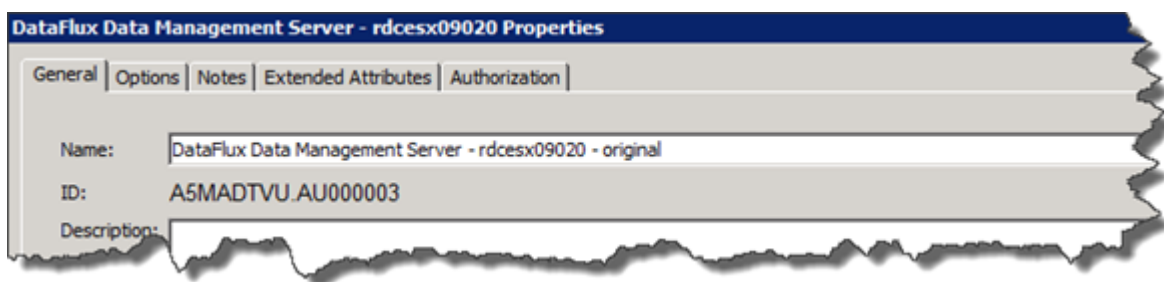 DataFlux Data Management Server - rdcesx09020 Properties
General Options Notes Extended Attributes Authorization
Name: DataFlux Data Management Server - rdcesx09020 - original
ID: A5MADTVU.AU000003
Description: